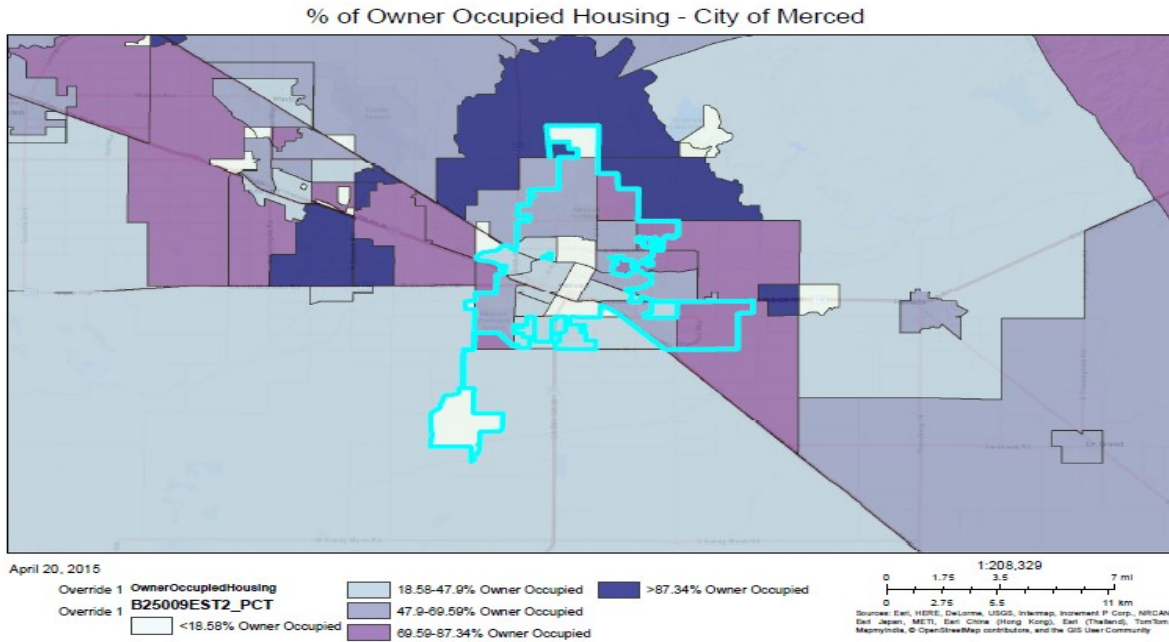 % of Owner Occupied Housing - City of Merced
April 20, 2015
Override 1 OwnerOccupiedHousing
Override 1 B25009EST2_PCT
<18.58% Owner Occupied
18.58-47.9% Owner Occupied
47.9-69.59% Owner Occupied
69.59-87.34% Owner Occupied
>87.34% Owner Occupied
1:208,329
0 1.75 3.5 7 mi
0 2.75 5.5 11 km
Sources: Esri, HERE, DeLorme, USGS, Intermap, increment P Corp., NRCAN,
Esri Japan, METI, Esri China (Hong Kong), Esri (Thailand), TomTom,
MapmyIndia, © OpenStreetMap contributors, and the GIS User Community